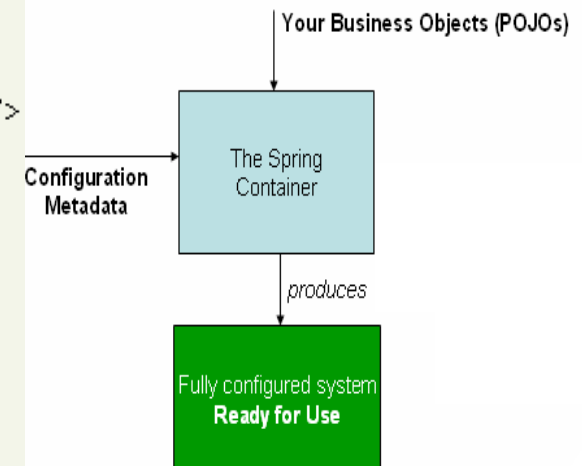 Your Business Objects (POJOs)
">
The Spring
Container
Configuration
Metadata
produces
Fully configured system
Ready for Use